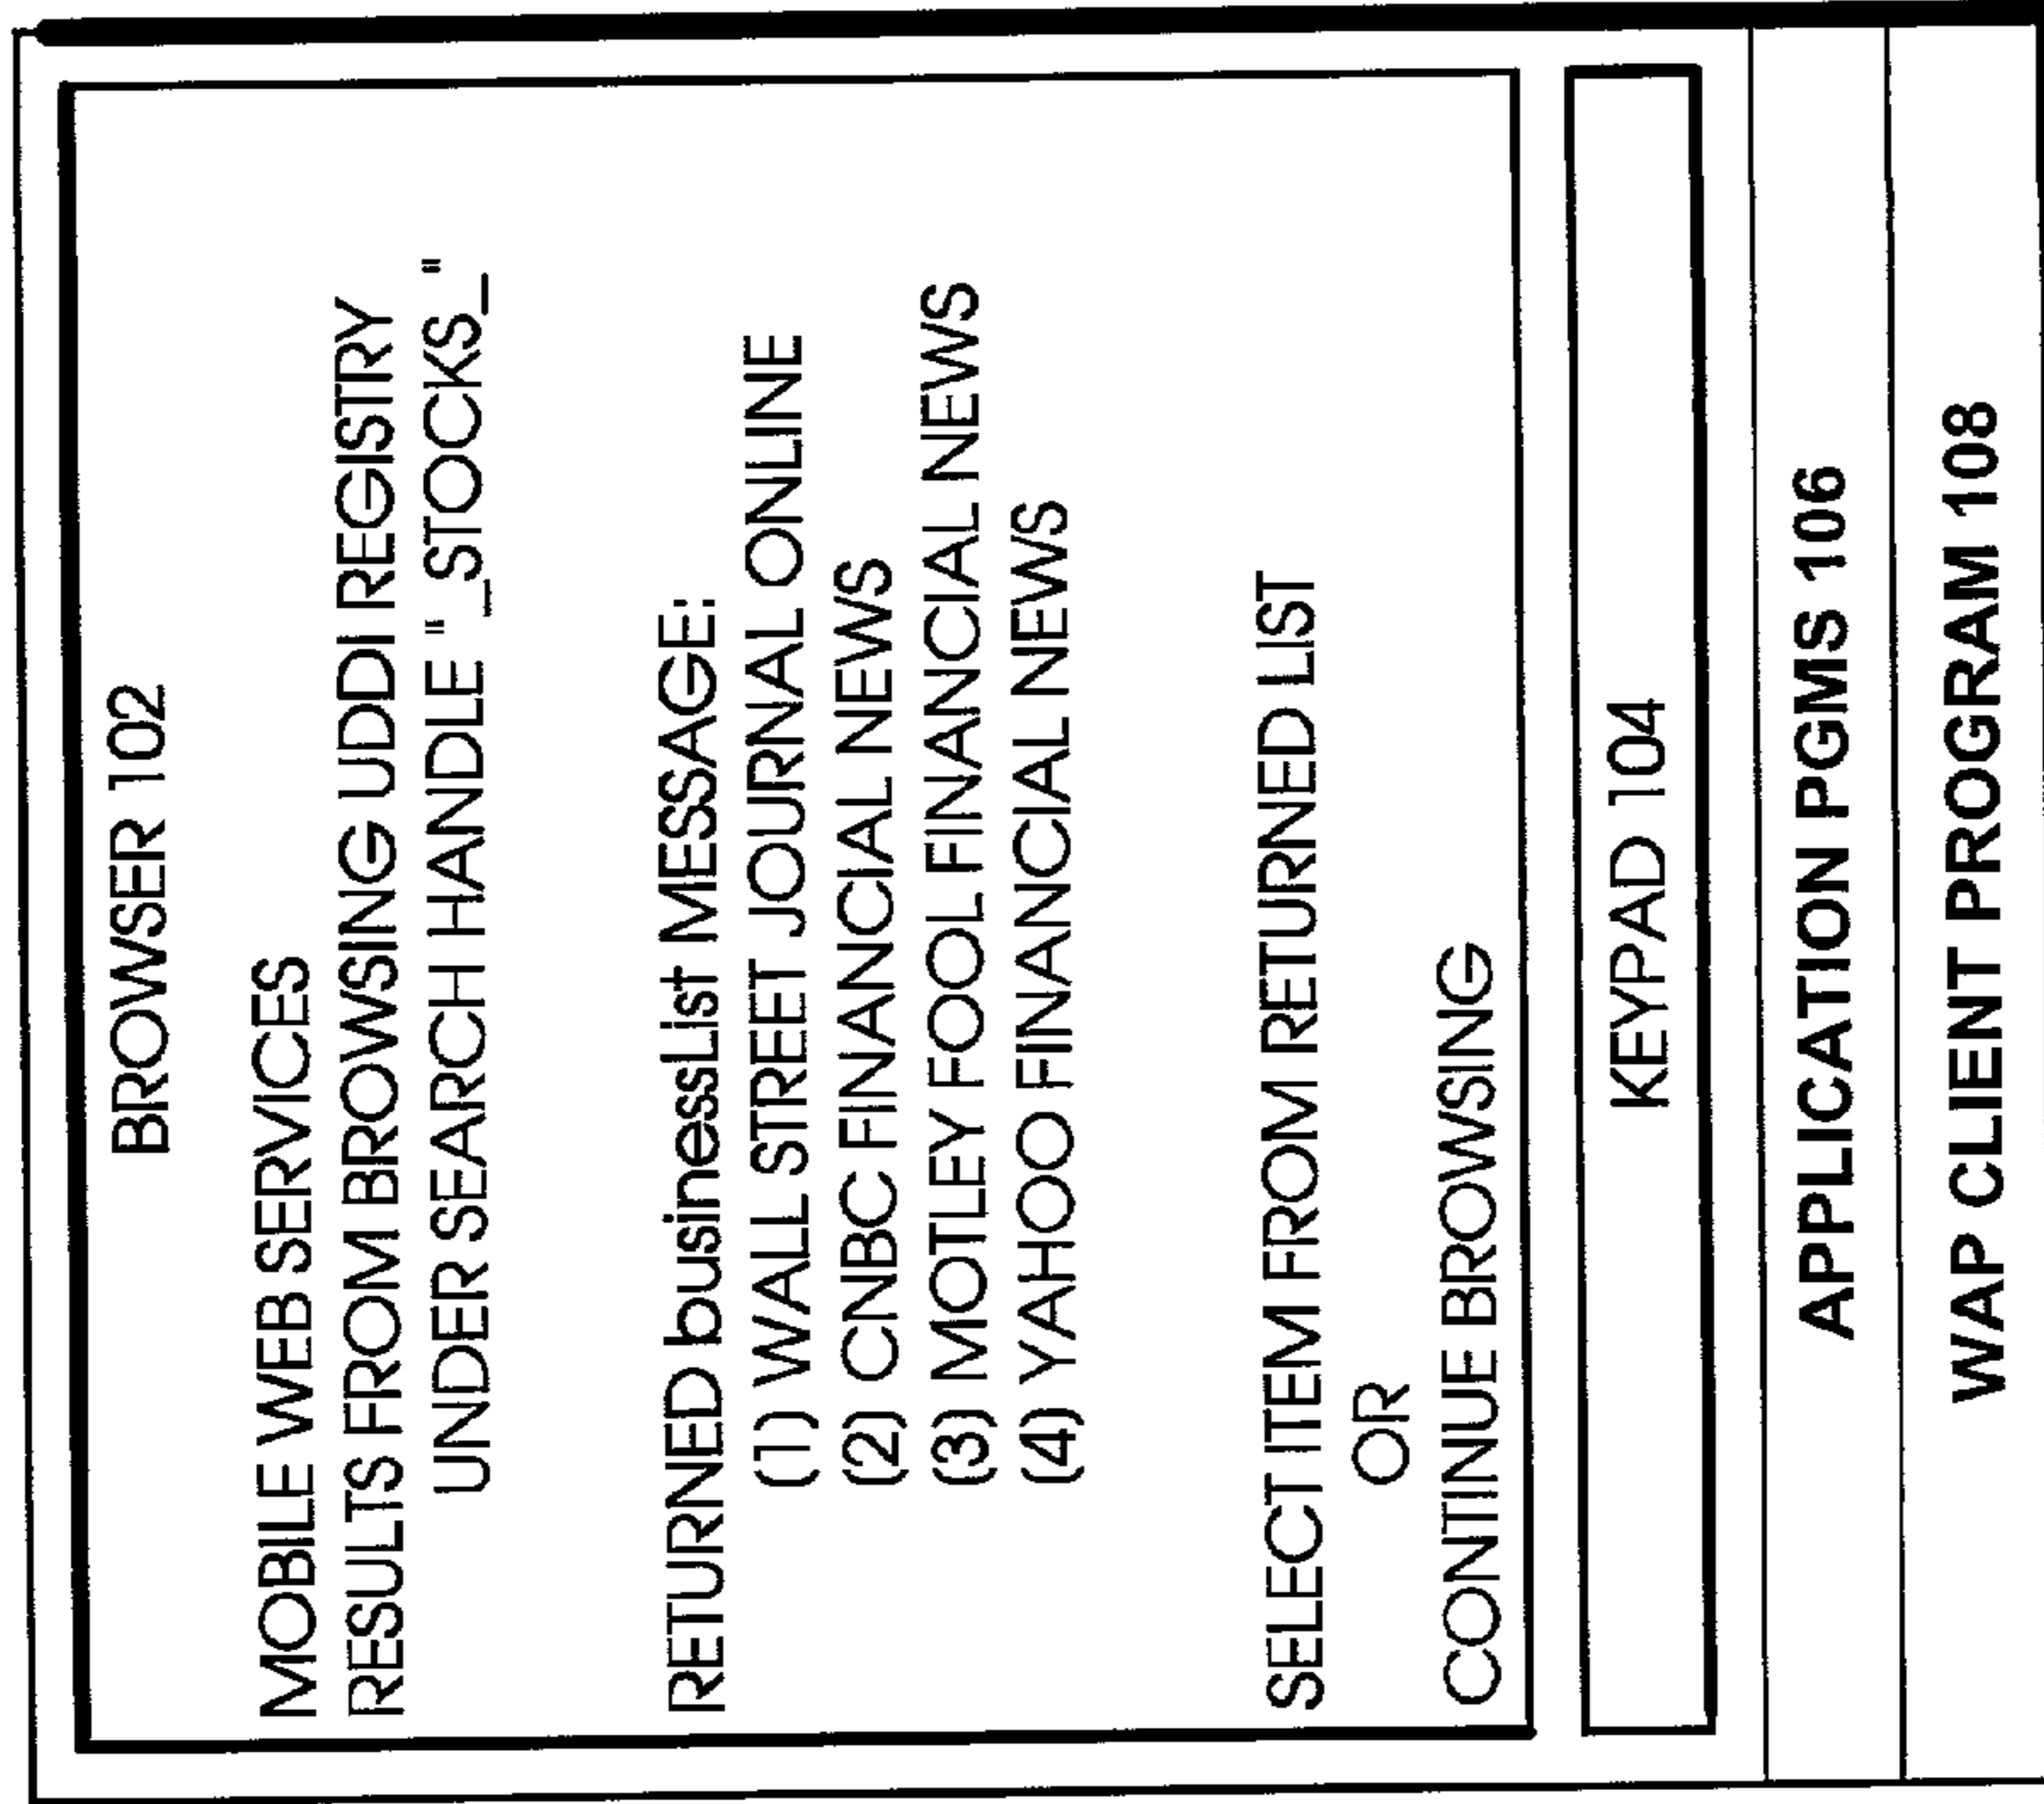 BROWSER 102
MOBILE WEB SERVICES
RESULTS FROM BROWSING UDDI REGISTRY
UNDER SEARCH HANDLE "_STOCKS_"
RETURNED businessList MESSAGE:
(1) WALL STREET JOURNAL ONLINE
(2) CNBC FINANCIAL NEWS
(3) MOTLEY FOOL FINANCIAL NEWS
(4) YAHOO FINANCIAL NEWS
SELECT ITEM FROM RETURNED LIST
OR
CONTINUE BROWSING
KEYPAD 104
APPLICATION PGMS 106
WAP CLIENT PROGRAM 108